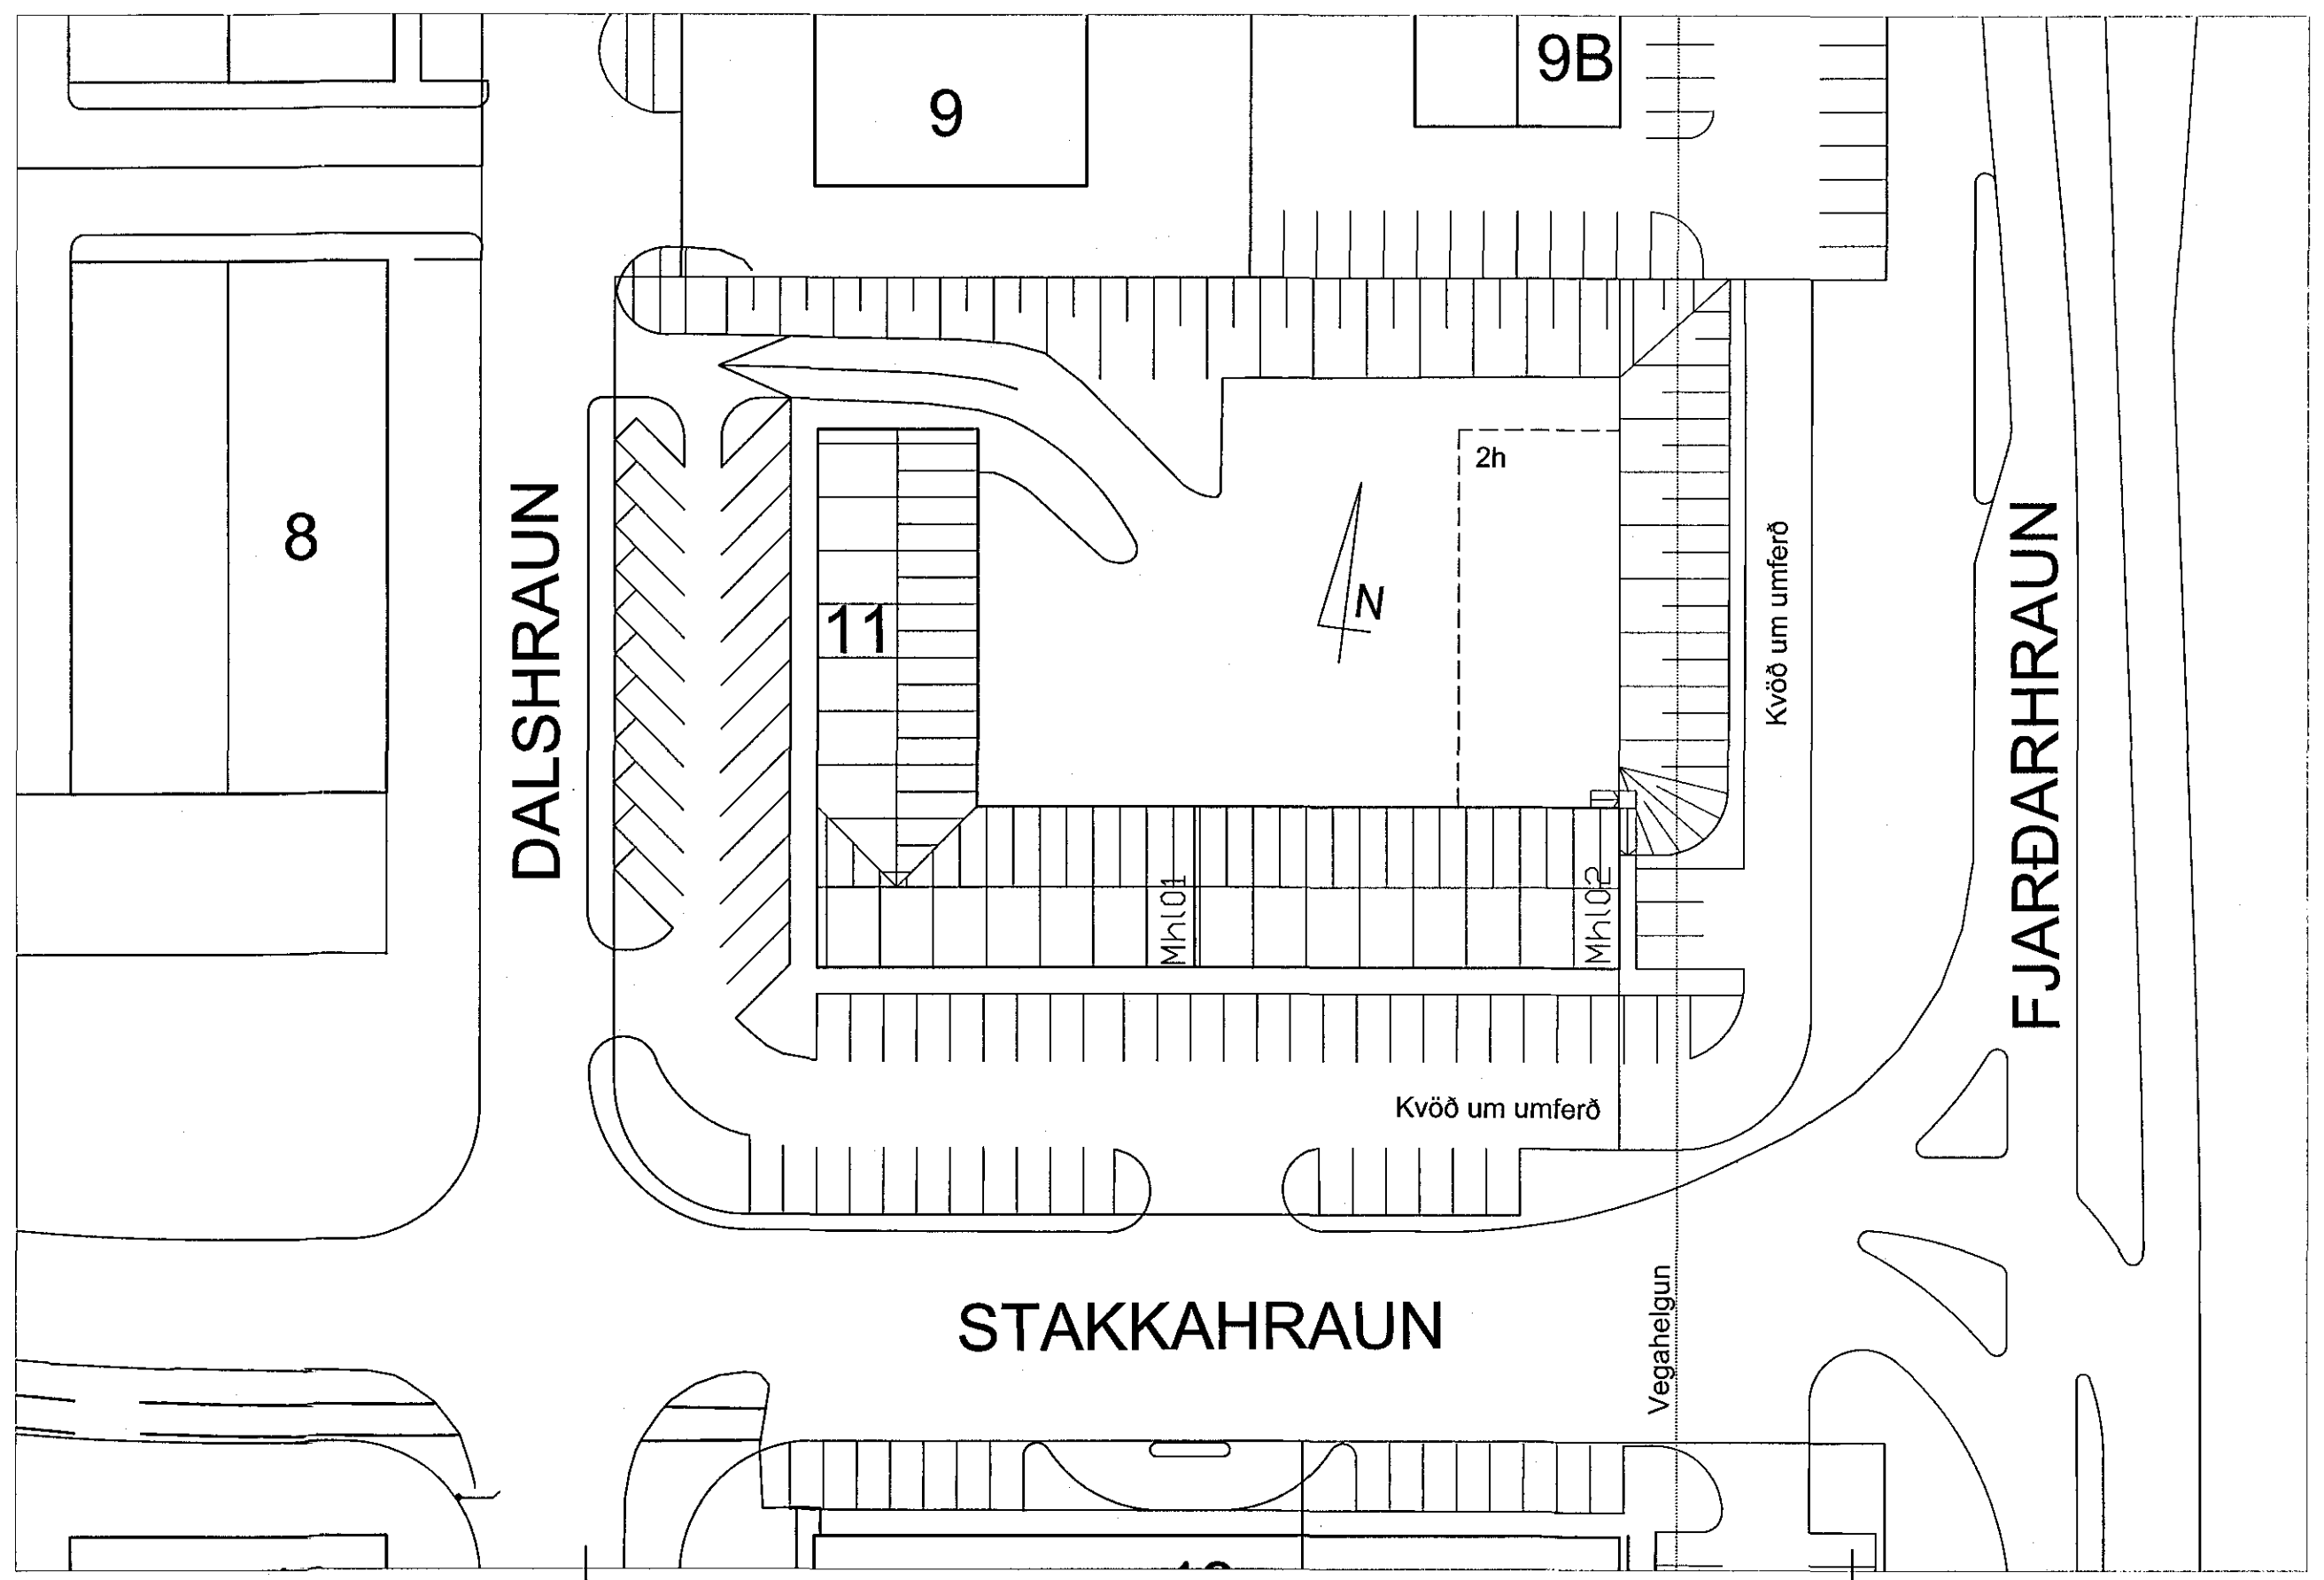 9B
9
2h
8
DALSHRAUN
11
N
Kvöð um umferð
FJARÐARHRAUN
Mhl01
Mhl02
Kvöð um umferð
STAKKAHRAUN
Vegahelgun